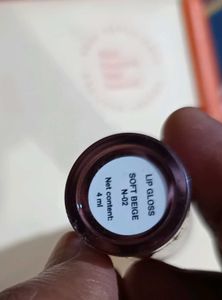 LIP GLOSS
SOFT BEIGE
N-02
Net content:
4 ml